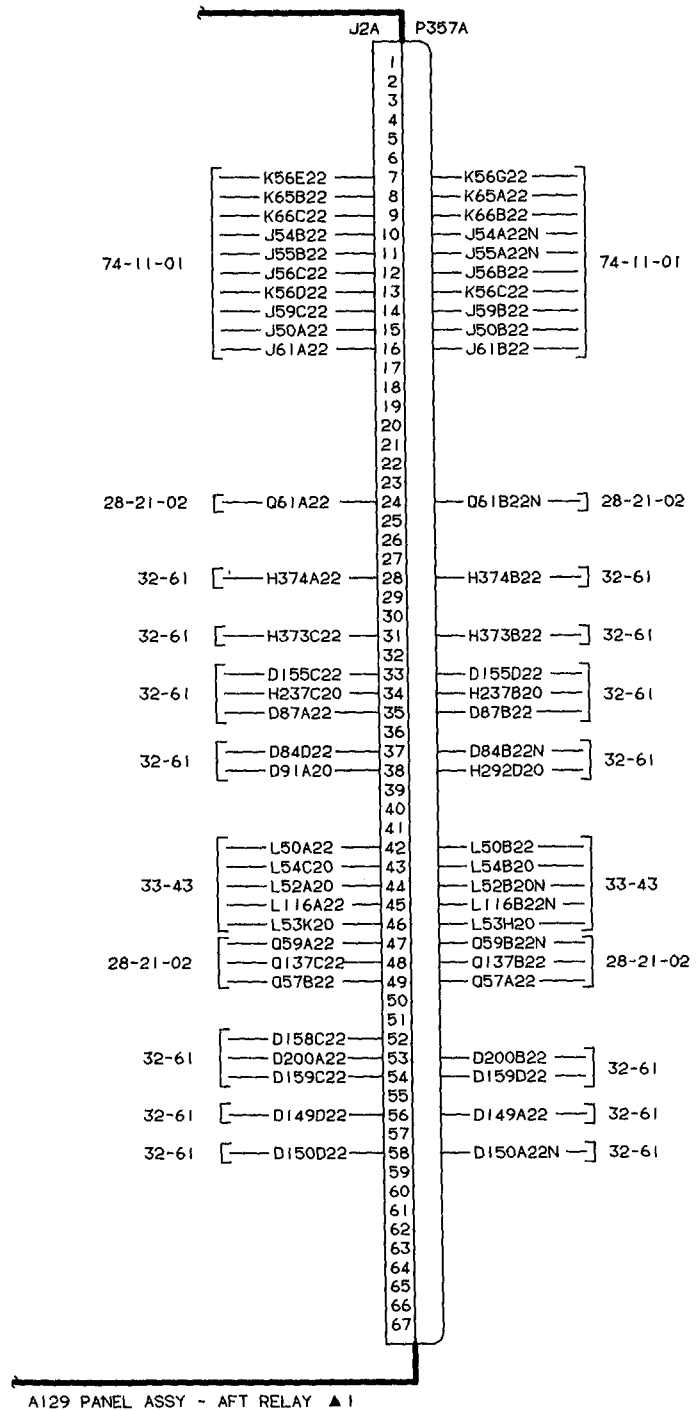 J2A P357A
1
2
3
4
5
6
K56E22 7 K56G22
K65B22 8 K65A22
K66C22 9 K66B22
J54B22 10 J54A22N
74-11-01 J55B22 11 J55A22N 74-11-01
J56C22 12 J56B22
K56D22 13 K56C22
J59C22 14 J59B22
J50A22 15 J50B22
J61A22 16 J61B22
17
18
19
20
21
22
23
28-21-02 Q61A22 24 Q61B22N 28-21-02
25
26
27
32-61 H374A22 28 H374B22 32-61
29
30
32-61 H373C22 31 H373B22 32-61
32
D155C22 33 D155D22
32-61 H237C20 34 H237B20 32-61
D87A22 35 D87B22
36
32-61 D84D22 37 D84B22N 32-61
D91A20 38 H292D20
39
40
41
L50A22 42 L50B22
L54C20 43 L54B20
33-43 L52A20 44 L52B20N 33-43
L116A22 45 L116B22N
L53K20 46 L53H20
Q59A22 47 Q59B22N
28-21-02 Q137C22 48 Q137B22 28-21-02
Q57B22 49 Q57A22
50
51
D158C22 52
32-61 D200A22 53 D200B22 32-61
D159C22 54 D159D22
55
32-61 D149D22 56 D149A22 32-61
57
32-61 D150D22 58 D150A22N 32-61
59
60
61
62
63
64
65
66
67
A129 PANEL ASSY - AFT RELAY ▲1